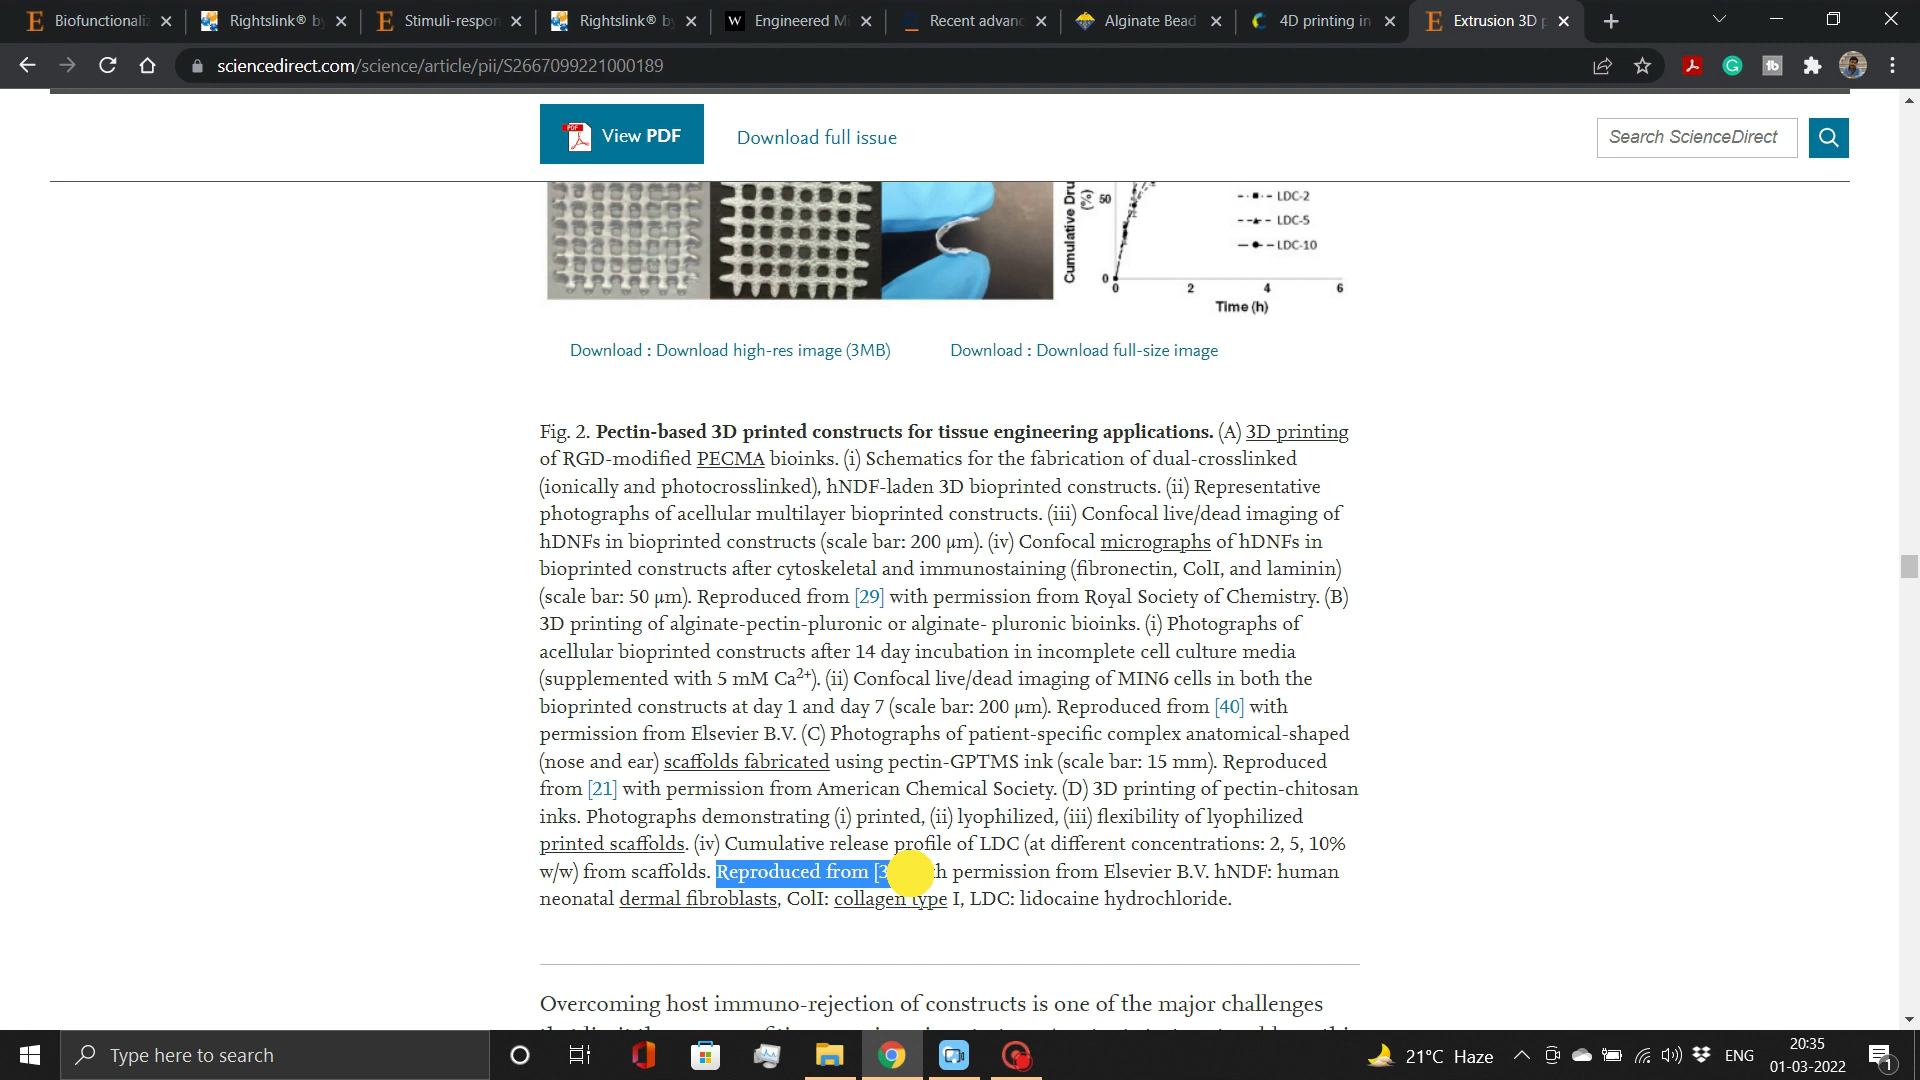 Biofunctionaliz
Rightslink® by
Stimuli-respon
Rightslink® by
Engineered Mi
Recent advanc
Alginate Bead
4D printing in
Extrusion 3D p
sciencedirect.com/science/article/pii/S2667099221000189
View PDF
Download full issue
Search ScienceDirect
Cumulative Dru
(%)
50
0
LDC-2
LDC-5
LDC-10
0 2 4 6
Time (h)
Download : Download high-res image (3MB)
Download : Download full-size image
Fig. 2. Pectin-based 3D printed constructs for tissue engineering applications. (A) 3D printing
of RGD-modified PECMA bioinks. (i) Schematics for the fabrication of dual-crosslinked
(ionically and photocrosslinked), hNDF-laden 3D bioprinted constructs. (ii) Representative
photographs of acellular multilayer bioprinted constructs. (iii) Confocal live/dead imaging of
hDNFs in bioprinted constructs (scale bar: 200 μm). (iv) Confocal micrographs of hDNFs in
bioprinted constructs after cytoskeletal and immunostaining (fibronectin, ColI, and laminin)
(scale bar: 50 μm). Reproduced from [29] with permission from Royal Society of Chemistry. (B)
3D printing of alginate-pectin-pluronic or alginate- pluronic bioinks. (i) Photographs of
acellular bioprinted constructs after 14 day incubation in incomplete cell culture media
(supplemented with 5 mM Ca²⁺). (ii) Confocal live/dead imaging of MIN6 cells in both the
bioprinted constructs at day 1 and day 7 (scale bar: 200 μm). Reproduced from [40] with
permission from Elsevier B.V. (C) Photographs of patient-specific complex anatomical-shaped
(nose and ear) scaffolds fabricated using pectin-GPTMS ink (scale bar: 15 mm). Reproduced
from [21] with permission from American Chemical Society. (D) 3D printing of pectin-chitosan
inks. Photographs demonstrating (i) printed, (ii) lyophilized, (iii) flexibility of lyophilized
printed scaffolds. (iv) Cumulative release profile of LDC (at different concentrations: 2, 5, 10%
w/w) from scaffolds. Reproduced from [3 permission from Elsevier B.V. hNDF: human
neonatal dermal fibroblasts, ColI: collagen type I, LDC: lidocaine hydrochloride.
Overcoming host immuno-rejection of constructs is one of the major challenges
Type here to search
21°C Haze
ENG
20:35
01-03-2022
1